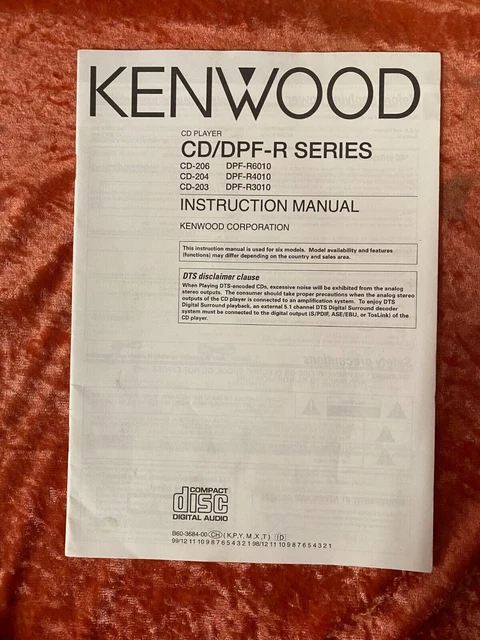 KENWOOD
CD PLAYER
CD/DPF-R SERIES
CD-206 DPF-R6010
CD-204 DPF-R4010
CD-203 DPF-R3010
INSTRUCTION MANUAL
KENWOOD CORPORATION
This instruction manual is used for six models. Model availability and features
(functions) may differ depending on the country and sales area.
DTS disclaimer clause
When Playing DTS-encoded CDs, excessive noise will be exhibited from the analog
stereo outputs. The consumer should take proper precautions when the analog stereo
outputs of the CD player is connected to an amplification system. To enjoy DTS
Digital Surround playback, an external 5.1 channel DTS Digital Surround decoder
system must be connected to the digital output (S/PDIF, ASE/EBU, or TosLink) of the
CD player.
COMPACT
disc
DIGITAL AUDIO
B60-3684-00 CH (K,P,Y,M,X,T) ID
99/12 11 10 9 8 7 6 5 4 3 2 1 98/12 11 10 9 8 7 6 5 4 3 2 1